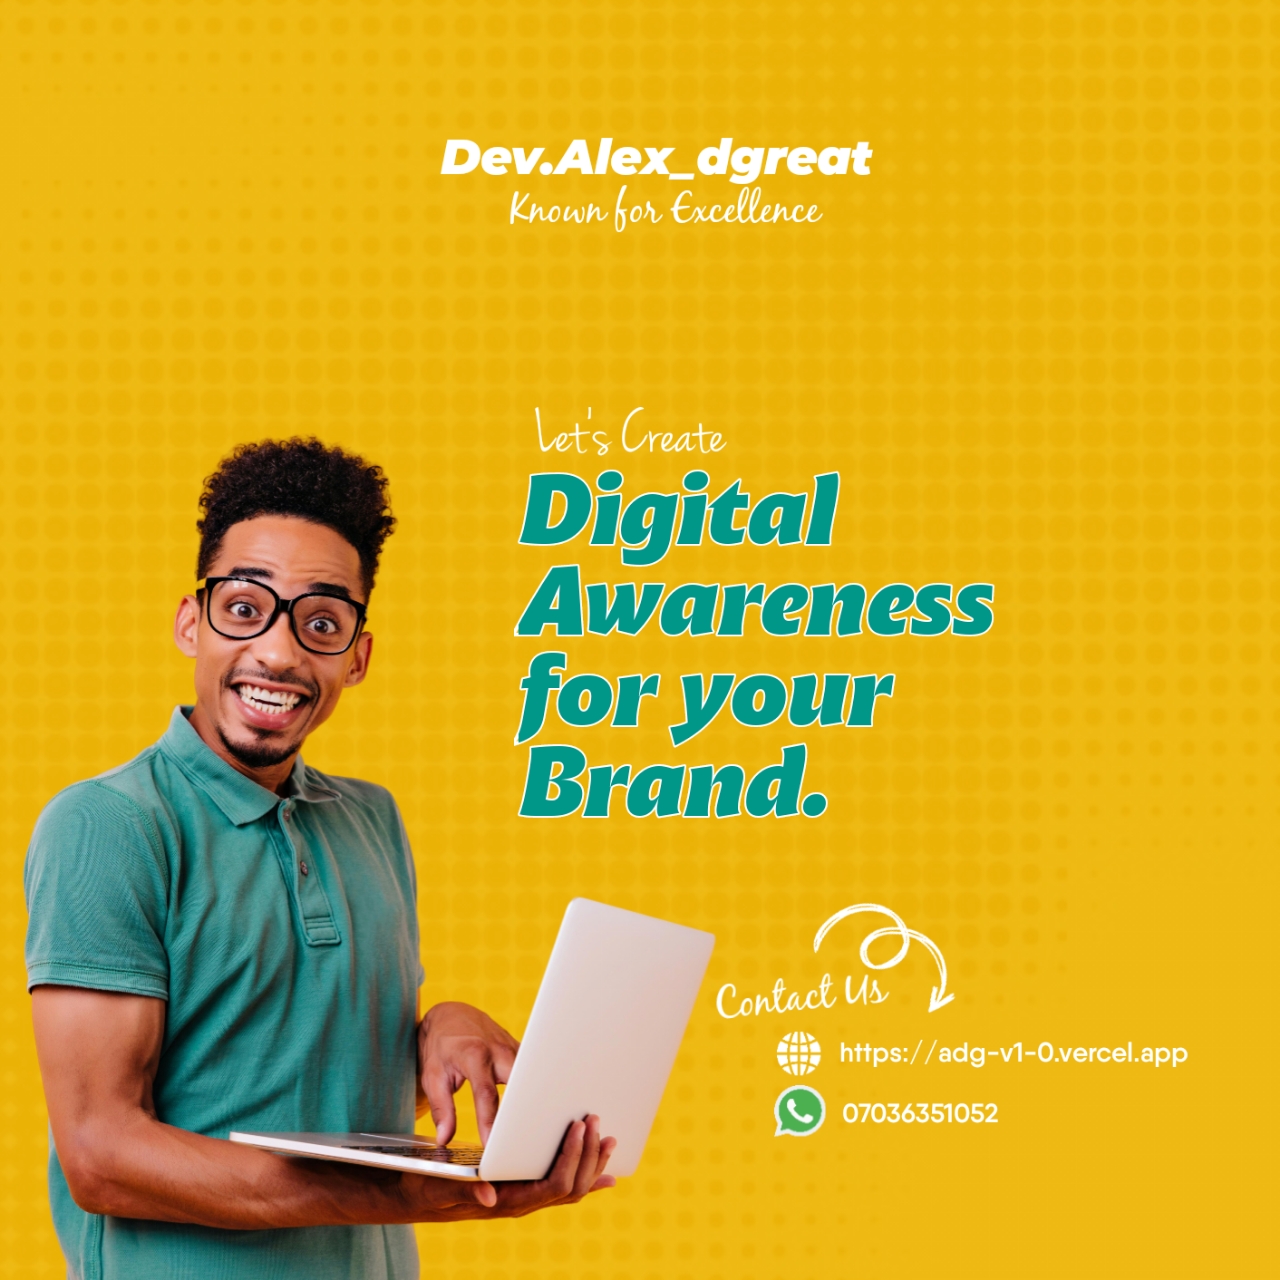 Dev.Alex_dgreat
Known for Excellence
Let's Create
Digital
Awareness
for your
Brand.
Contact Us
https://adg-v1-0.vercel.app
07036351052